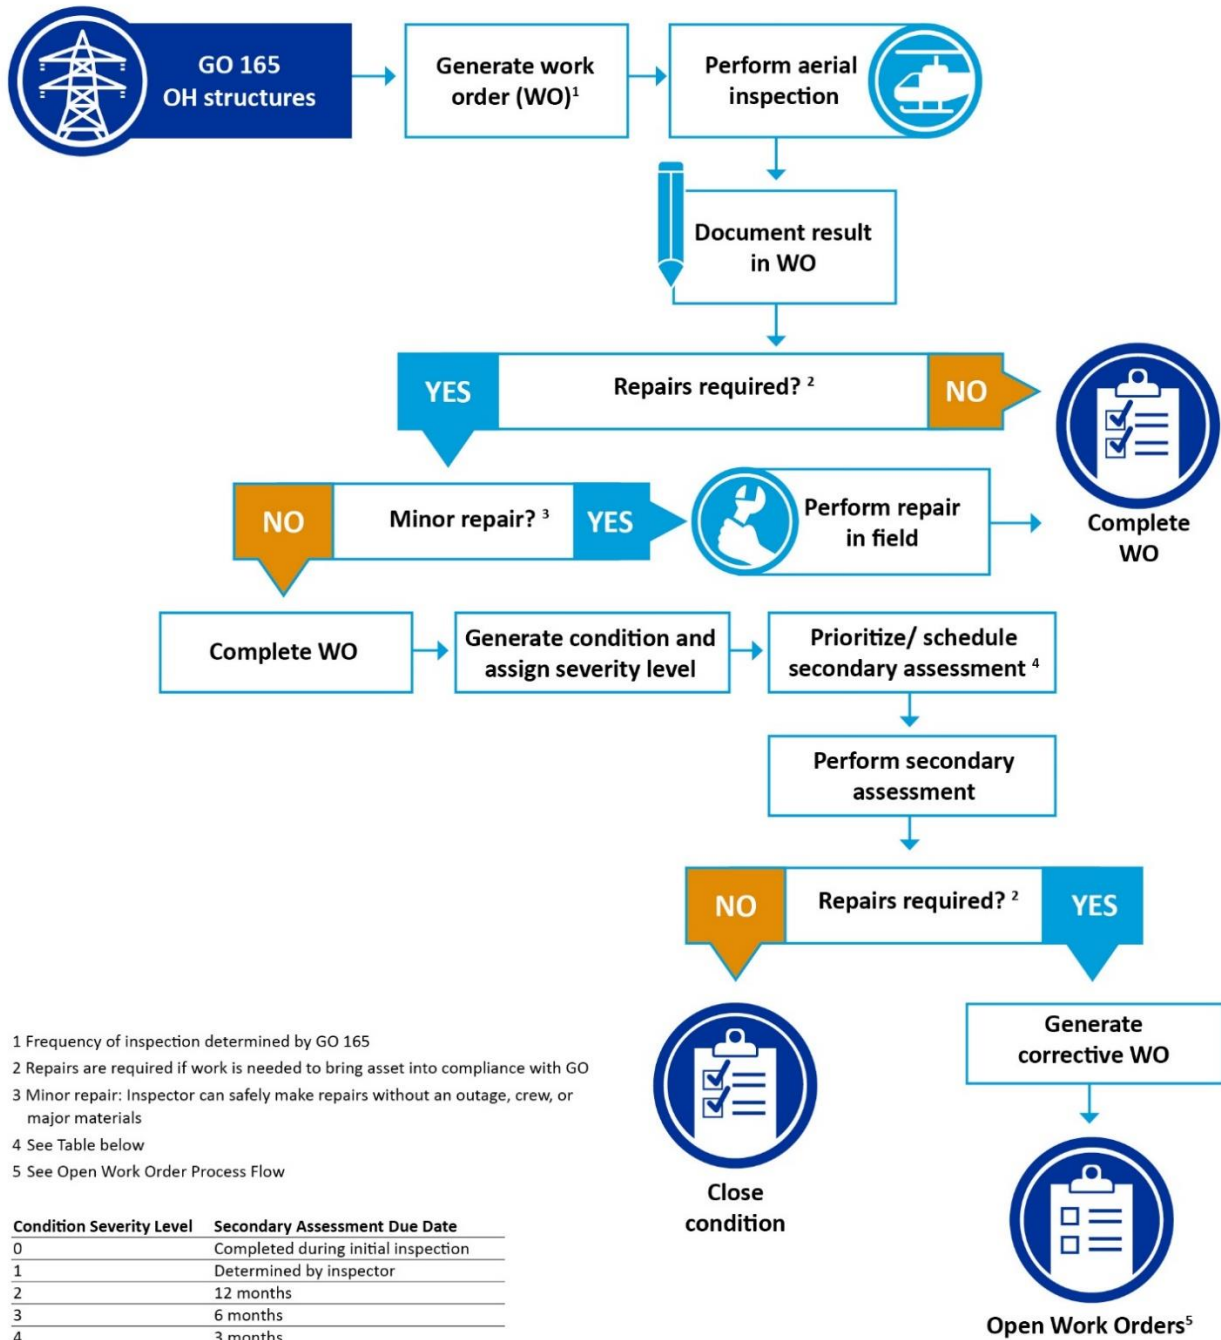 GO 165
OH structures
Generate work
order (WO)1
Perform aerial
inspection
Document result
in WO
YES
Repairs required? 2
NO
NO
Minor repair? 3
YES
Perform repair
in field
Complete
WO
Complete WO
Generate condition and
assign severity level
Prioritize/ schedule
secondary assessment 4
Perform secondary
assessment
NO
Repairs required? 2
YES
Close
condition
Generate
corrective WO
Open Work Orders5
1 Frequency of inspection determined by GO 165
2 Repairs are required if work is needed to bring asset into compliance with GO
3 Minor repair: Inspector can safely make repairs without an outage, crew, or
major materials
4 See Table below
5 See Open Work Order Process Flow
Condition Severity Level Secondary Assessment Due Date
0 Completed during initial inspection
1 Determined by inspector
2 12 months
3 6 months
4 3 months